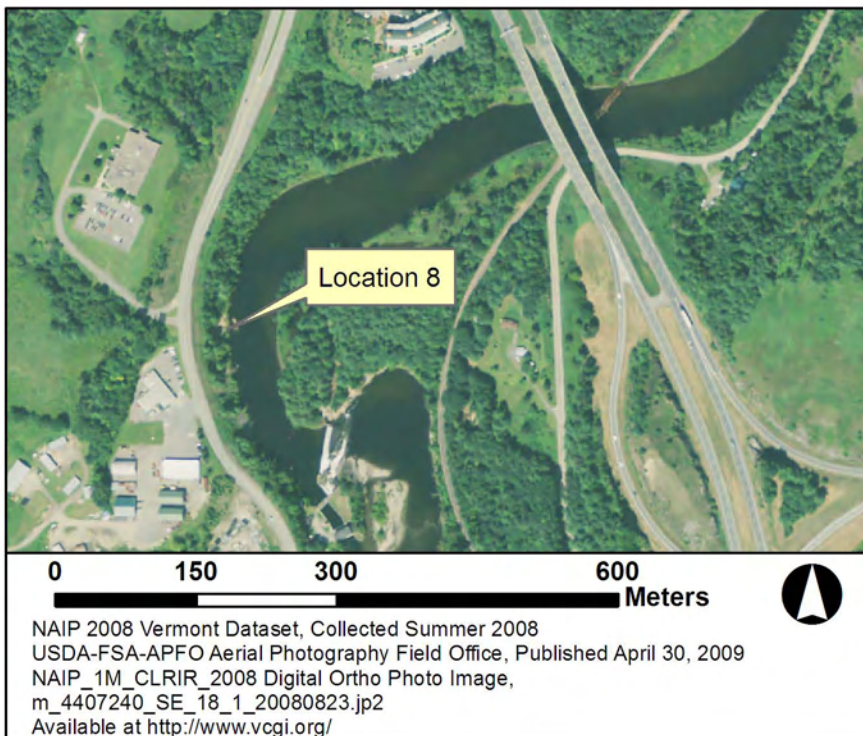 Location 8
0 150 300 600
Meters
NAIP 2008 Vermont Dataset, Collected Summer 2008
USDA-FSA-APFO Aerial Photography Field Office, Published April 30, 2009
NAIP_1M_CLRIR_2008 Digital Ortho Photo Image,
m_4407240_SE_18_1_20080823.jp2
Available at http://www.vcgi.org/